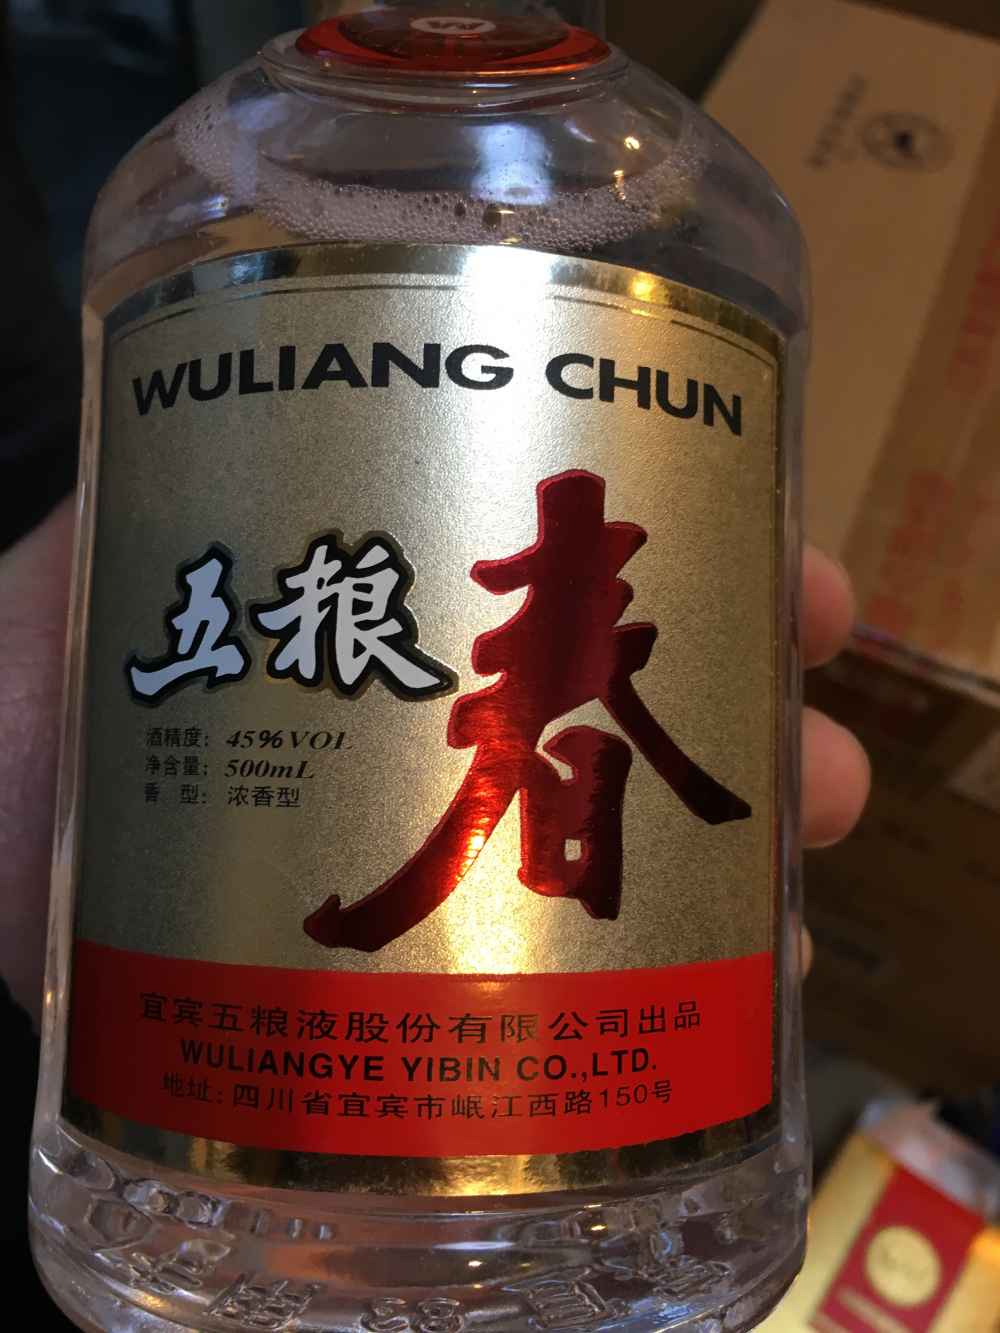 WULIANG CHUN
五粮春
酒精度: 45%VOL
净含量: 500mL
香 型: 浓香型
宜宾五粮液股份有限公司出品
WULIANGYE YIBIN CO.,LTD.
地址: 四川省宜宾市岷江西路150号